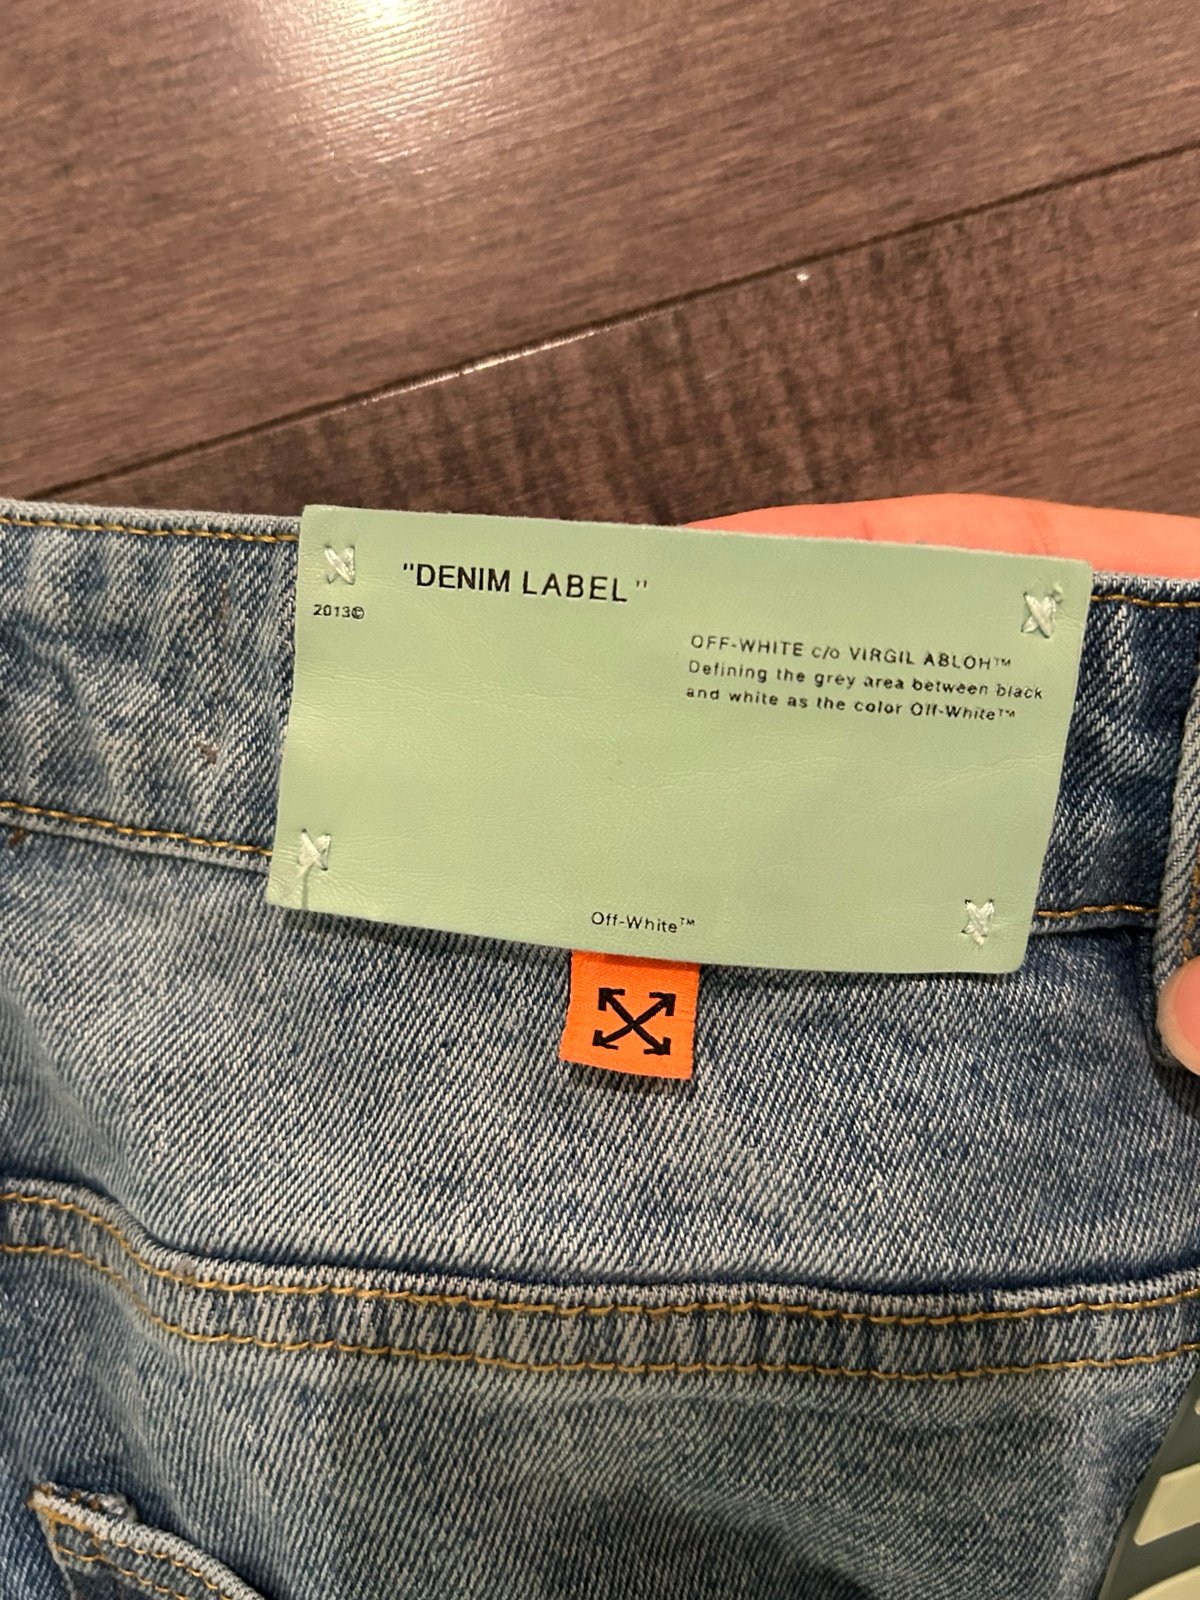 "DENIM LABEL"
2013©
OFF-WHITE c/o VIRGIL ABLOH™
Defining the grey area between black
and white as the color Off-White™
Off-White™